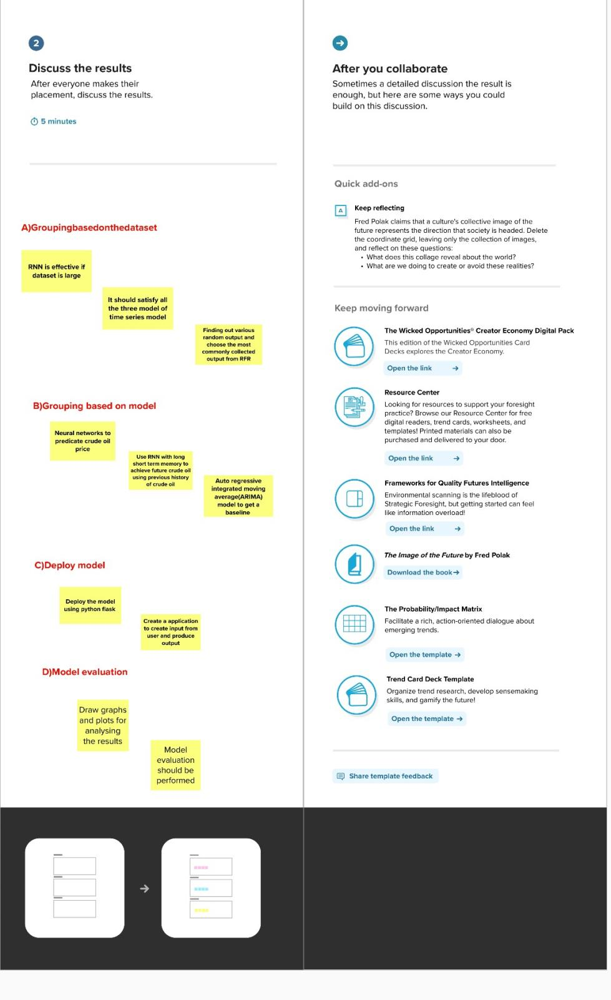 2
Discuss the results
After everyone makes their
placement, discuss the results.
5 minutes
A)Groupingbasedonthedataset
RNN is effective if
dataset is large
It should satisfy all
the three model of
time series model
Finding out various
random output and
choose the most
commonly collected
output from RFR
B)Grouping based on model
Neural networks to
predicate crude oil
price
Use RNN with long
short term memory to
achieve future crude oil
using previous history
of crude oil
Auto regressive
integrated moving
average(ARIMA)
model to get a
baseline
C)Deploy model
Deploy the model
using python flask
Create a application
to create input from
user and produce
output
D)Model evaluation
Draw graphs
and plots for
analysing
the results
Model
evaluation
should be
performed
After you collaborate
Sometimes a detailed discussion the result is
enough, but here are some ways you could
build on this discussion.
Quick add-ons
A
Keep reflecting
Fred Polak claims that a culture's collective image of the
future represents the direction that society is headed. Delete
the coordinate grid, leaving only the collection of images,
and reflect on these questions:
• What does this collage reveal about the world?
• What are we doing to create or avoid these realities?
Keep moving forward
The Wicked Opportunities® Creator Economy Digital Pack
This edition of the Wicked Opportunities Card
Decks explores the Creator Economy.
Open the link →
Resource Center
Looking for resources to support your foresight
practice? Browse our Resource Center for free
digital readers, trend cards, worksheets, and
templates! Printed materials can also be
purchased and delivered to your door.
Open the link →
Frameworks for Quality Futures Intelligence
Environmental scanning is the lifeblood of
Strategic Foresight, but getting started can feel
like information overload!
Open the link →
The Image of the Future by Fred Polak
Download the book→
The Probability/Impact Matrix
Facilitate a rich, action-oriented dialogue about
emerging trends.
Open the template →
Trend Card Deck Template
Organize trend research, develop sensemaking
skills, and gamify the future!
Open the template →
Share template feedback